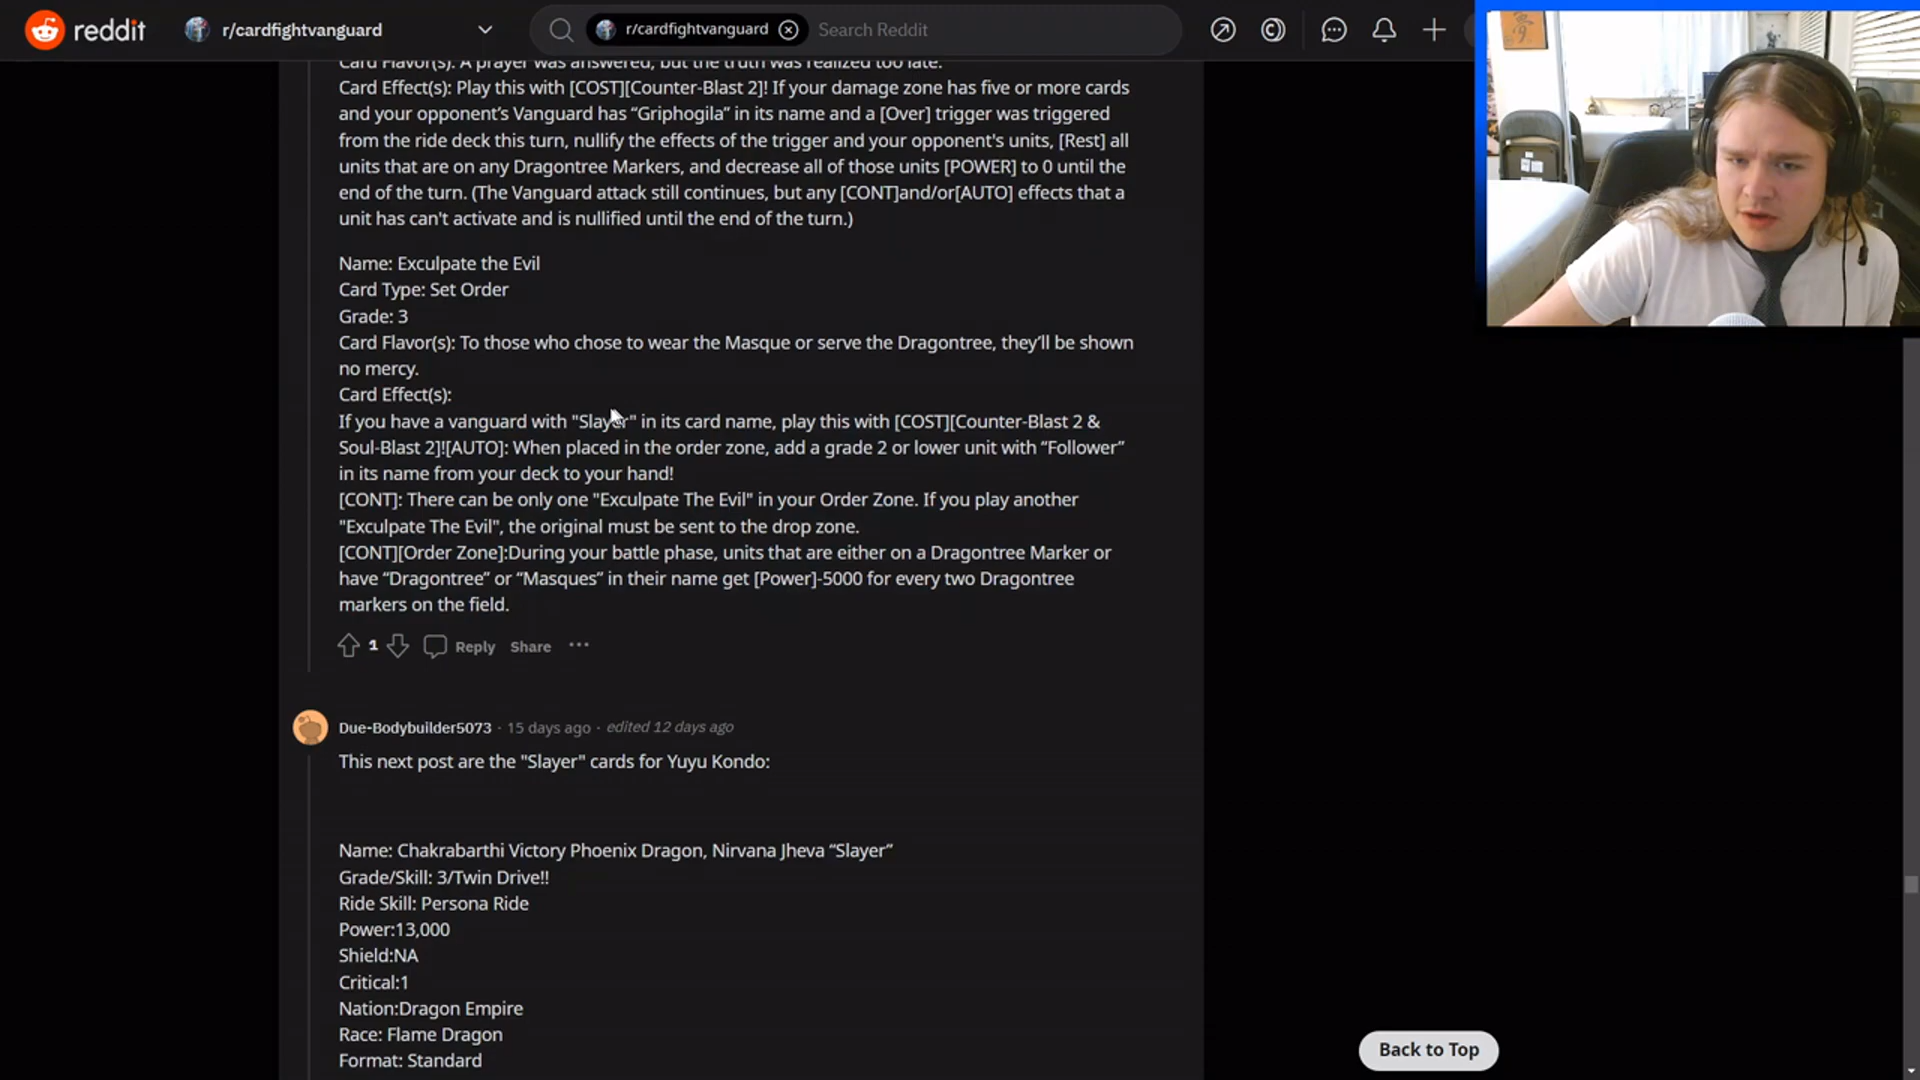 reddit
r/cardfightvanguard
r/cardfightvanguard
Search Reddit
Card Flavor(s): A prayer was answered, but the truth was realized too late.
Card Effect(s): Play this with [COST][Counter-Blast 2]! If your damage zone has five or more cards
and your opponent’s Vanguard has “Griphogila” in its name and a [Over] trigger was triggered
from the ride deck this turn, nullify the effects of the trigger and your opponent's units, [Rest] all
units that are on any Dragontree Markers, and decrease all of those units [POWER] to 0 until the
end of the turn. (The Vanguard attack still continues, but any [CONT]and/or[AUTO] effects that a
unit has can't activate and is nullified until the end of the turn.)
Name: Exculpate the Evil
Card Type: Set Order
Grade: 3
Card Flavor(s): To those who chose to wear the Masque or serve the Dragontree, they’ll be shown
no mercy.
Card Effect(s):
If you have a vanguard with "Slayer" in its card name, play this with [COST][Counter-Blast 2 &
Soul-Blast 2]![AUTO]: When placed in the order zone, add a grade 2 or lower unit with “Follower”
in its name from your deck to your hand!
[CONT]: There can be only one "Exculpate The Evil" in your Order Zone. If you play another
"Exculpate The Evil", the original must be sent to the drop zone.
[CONT][Order Zone]:During your battle phase, units that are either on a Dragontree Marker or
have “Dragontree” or “Masques” in their name get [Power]-5000 for every two Dragontree
markers on the field.
1 Reply Share ···
Due-Bodybuilder5073 · 15 days ago · edited 12 days ago
This next post are the "Slayer" cards for Yuyu Kondo:
Name: Chakrabarthi Victory Phoenix Dragon, Nirvana Jheva “Slayer”
Grade/Skill: 3/Twin Drive!!
Ride Skill: Persona Ride
Power:13,000
Shield:NA
Critical:1
Nation:Dragon Empire
Race: Flame Dragon
Format: Standard
Back to Top